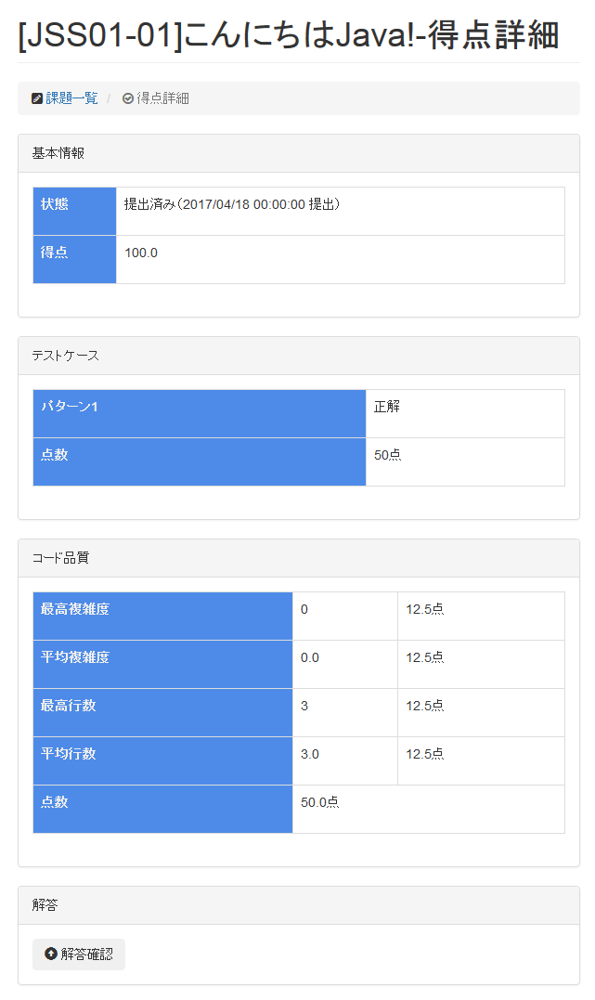 [JSS01-01]こんにちはJava!-得点詳細
課題一覧 / 得点詳細
基本情報
状態 提出済み（2017/04/18 00:00:00 提出）
得点 100.0
テストケース
パターン1 正解
点数 50点
コード品質
最高複雑度 0 12.5点
平均複雑度 0.0 12.5点
最高行数 3 12.5点
平均行数 3.0 12.5点
点数 50.0点
解答
解答確認